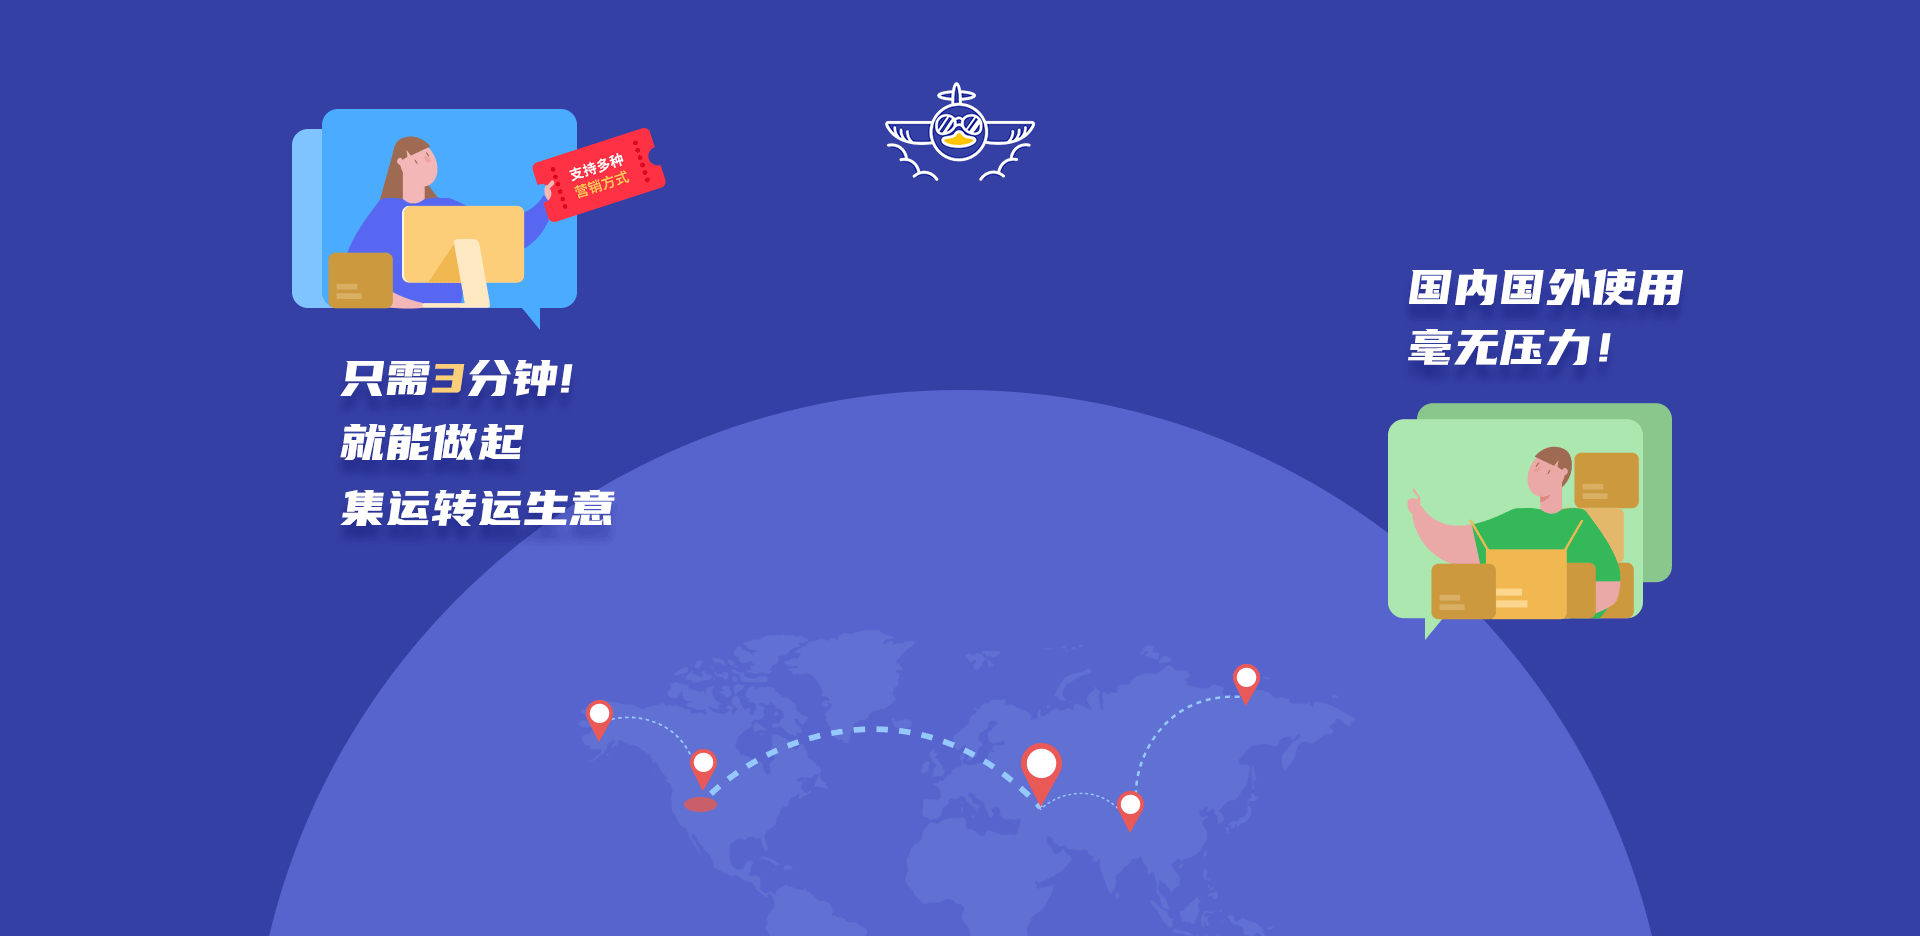 支持多种
营销方式
只需3分钟!
就能做起
集运转运生意
国内国外使用
毫无压力!